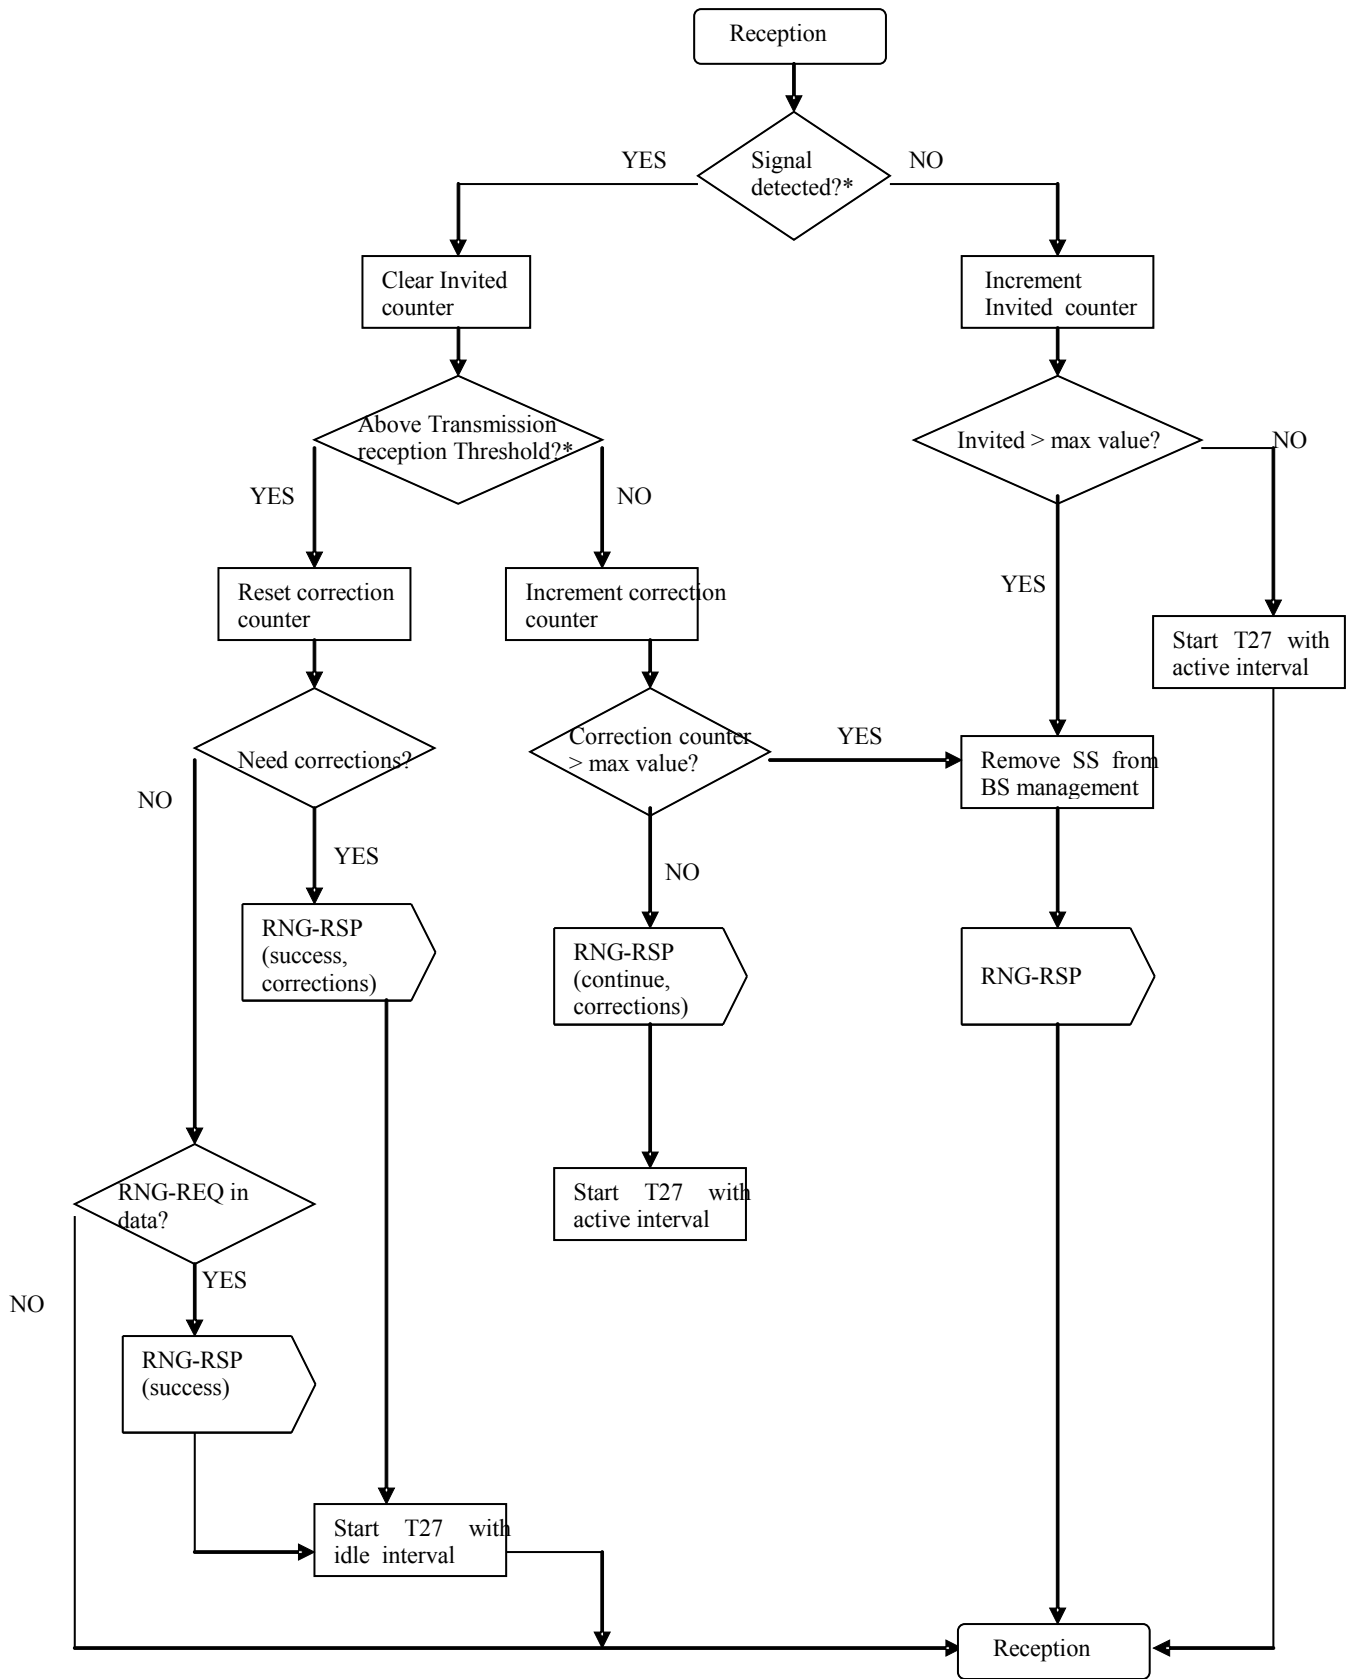 Reception
YES
NO
Signal
detected?*
Clear Invited
counter
Increment
Invited counter
Above Transmission
reception Threshold?*
Invited > max value?
NO
YES
NO
YES
Reset correction
counter
Increment correction
counter
Start T27 with
active interval
Need corrections?
Correction counter
> max value?
YES
Remove SS from
BS management
NO
YES
NO
RNG-RSP
(success,
corrections)
RNG-RSP
(continue,
corrections)
RNG-RSP
RNG-REQ in
data?
Start T27 with
active interval
YES
NO
RNG-RSP
(success)
Start T27 with
idle interval
Reception